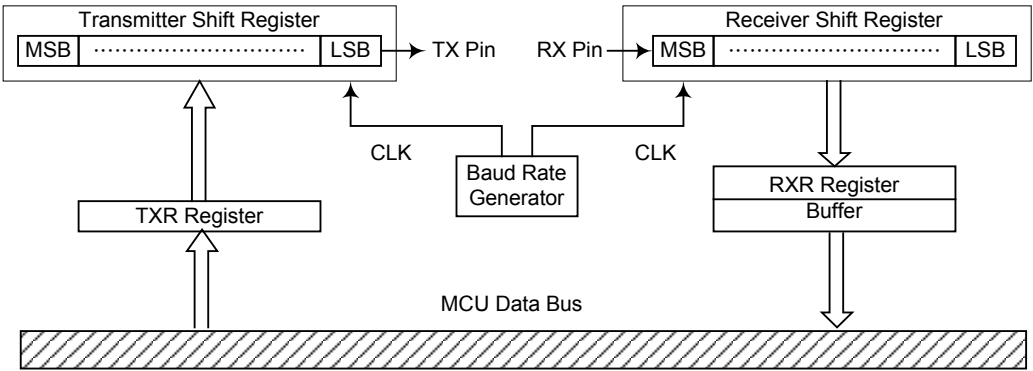 Transmitter Shift Register
MSB ............................... LSB
TX Pin
RX Pin
Receiver Shift Register
MSB ............................... LSB
CLK
CLK
Baud Rate
Generator
TXR Register
RXR Register
Buffer
MCU Data Bus